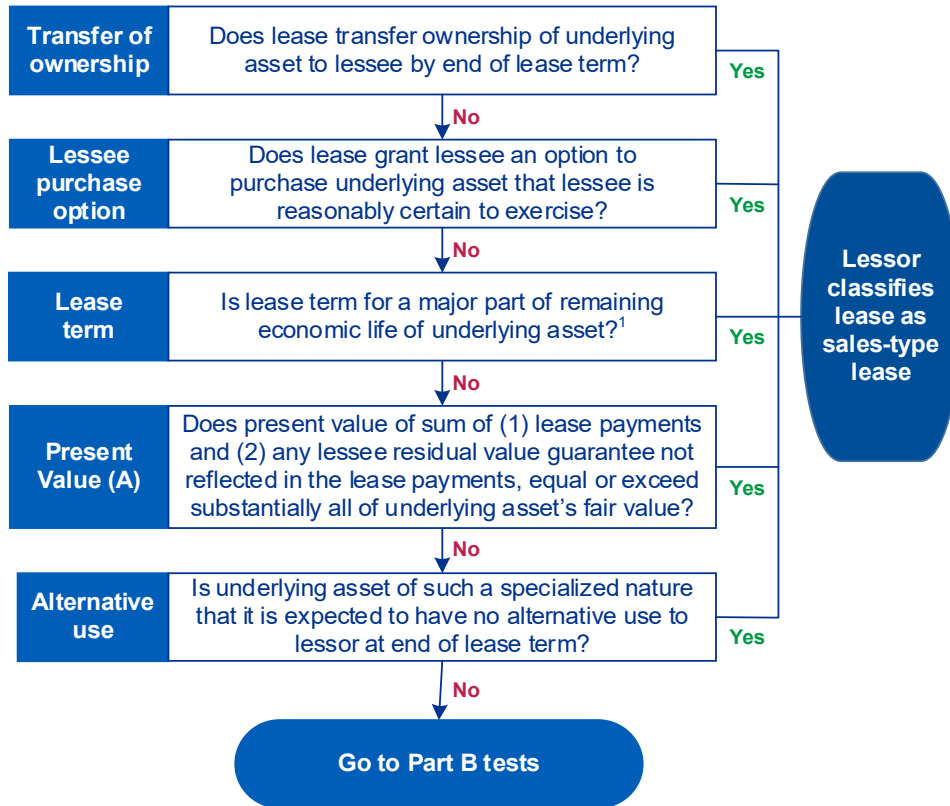 Transfer of
ownership
Does lease transfer ownership of underlying
asset to lessee by end of lease term?
Yes
No
Lessee
purchase
option
Does lease grant lessee an option to
purchase underlying asset that lessee is
reasonably certain to exercise?
Yes
No
Lease
term
Is lease term for a major part of remaining
economic life of underlying asset?¹
Yes
No
Present
Value (A)
Does present value of sum of (1) lease payments
and (2) any lessee residual value guarantee not
reflected in the lease payments, equal or exceed
substantially all of underlying asset’s fair value?
Yes
No
Alternative
use
Is underlying asset of such a specialized nature
that it is expected to have no alternative use to
lessor at end of lease term?
Yes
No
Lessor
classifies
lease as
sales-type
lease
Go to Part B tests